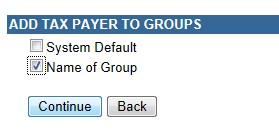 ADD TAX PAYER TO GROUPS
System Default
Name of Group
Continue Back